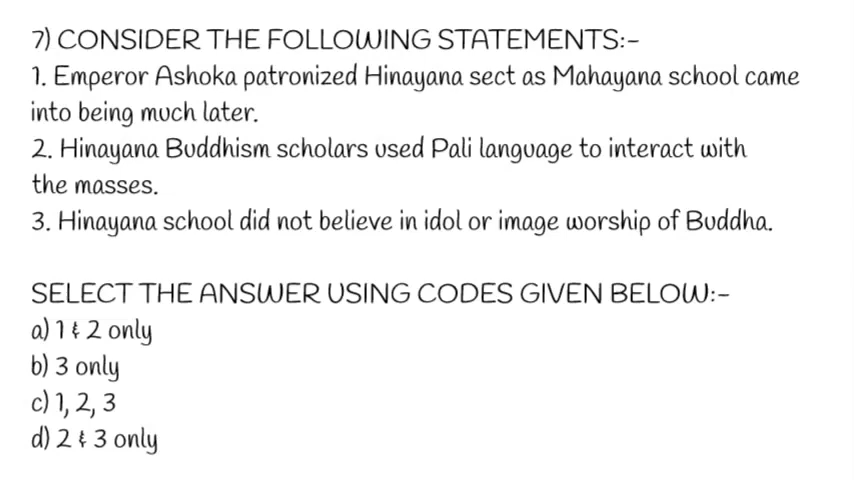 7) CONSIDER THE FOLLOWING STATEMENTS:-
1. Emperor Ashoka patronized Hinayana sect as Mahayana school came
into being much later.
2. Hinayana Buddhism scholars used Pali language to interact with
the masses.
3. Hinayana school did not believe in idol or image worship of Buddha.
SELECT THE ANSWER USING CODES GIVEN BELOW:-
a) 1 & 2 only
b) 3 only
c) 1, 2, 3
d) 2 & 3 only